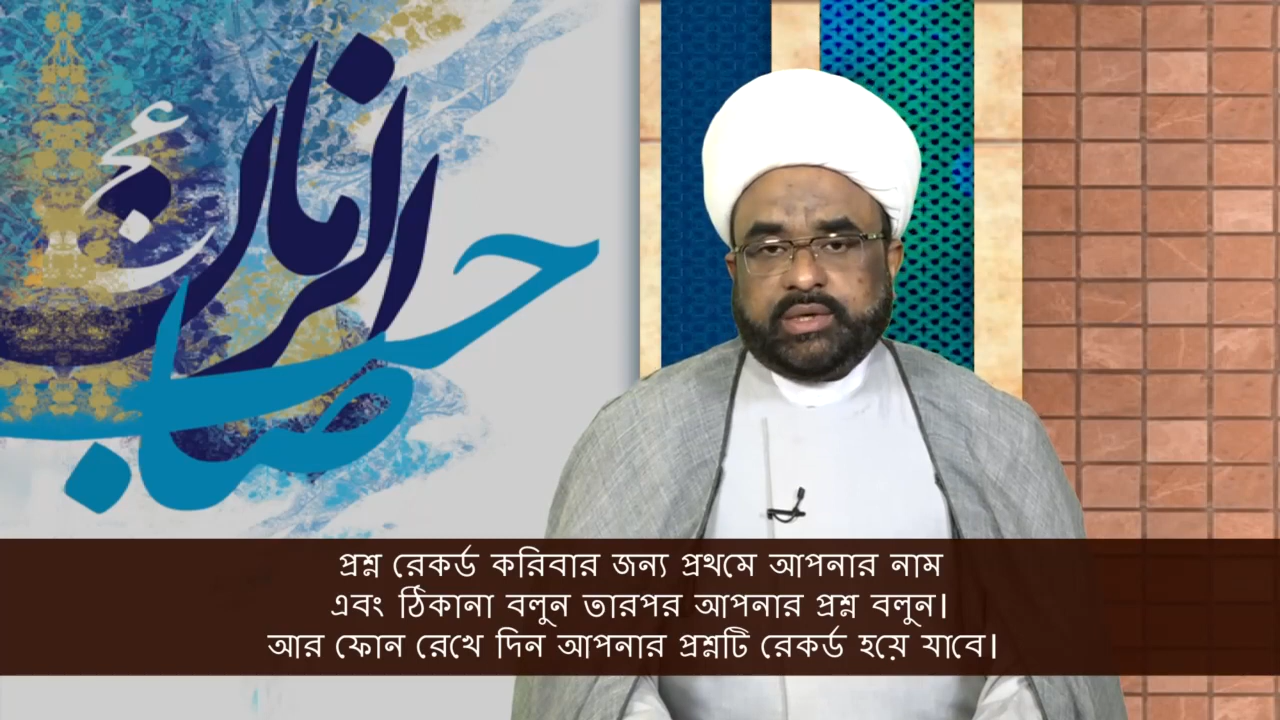 صاحب الزمان
عج
প্রশ্ন রেকর্ড করিবার জন্য প্রথমে আপনার নাম
এবং ঠিকানা বলুন তারপর আপনার প্রশ্ন বলুন।
আর ফোন রেখে দিন আপনার প্রশ্নটি রেকর্ড হয়ে যাবে।